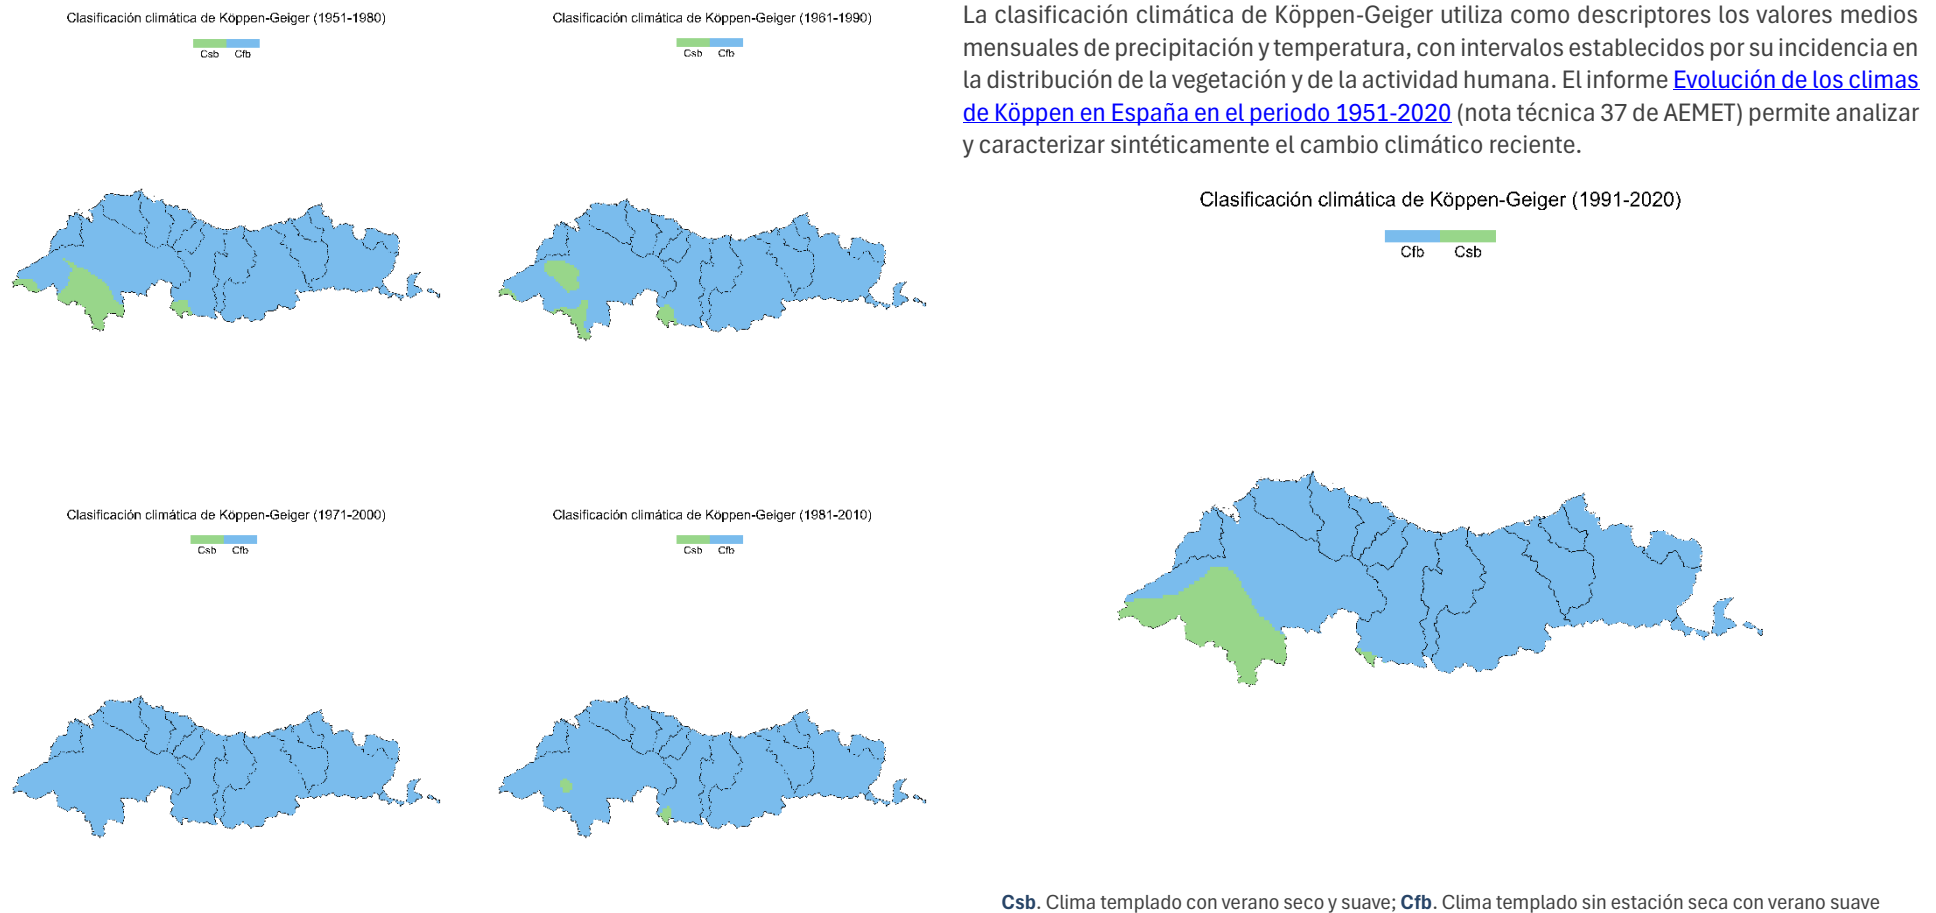 Clasificación climática de Köppen-Geiger (1951-1980)
Csb Cfb
Clasificación climática de Köppen-Geiger (1961-1990)
Csb Cfb
La clasificación climática de Köppen-Geiger utiliza como descriptores los valores medios
mensuales de precipitación y temperatura, con intervalos establecidos por su incidencia en
la distribución de la vegetación y de la actividad humana. El informe Evolución de los climas
de Köppen en España en el periodo 1951-2020 (nota técnica 37 de AEMET) permite analizar
y caracterizar sintéticamente el cambio climático reciente.
Clasificación climática de Köppen-Geiger (1991-2020)
Cfb Csb
Clasificación climática de Köppen-Geiger (1971-2000)
Csb Cfb
Clasificación climática de Köppen-Geiger (1981-2010)
Csb Cfb
Csb. Clima templado con verano seco y suave; Cfb. Clima templado sin estación seca con verano suave